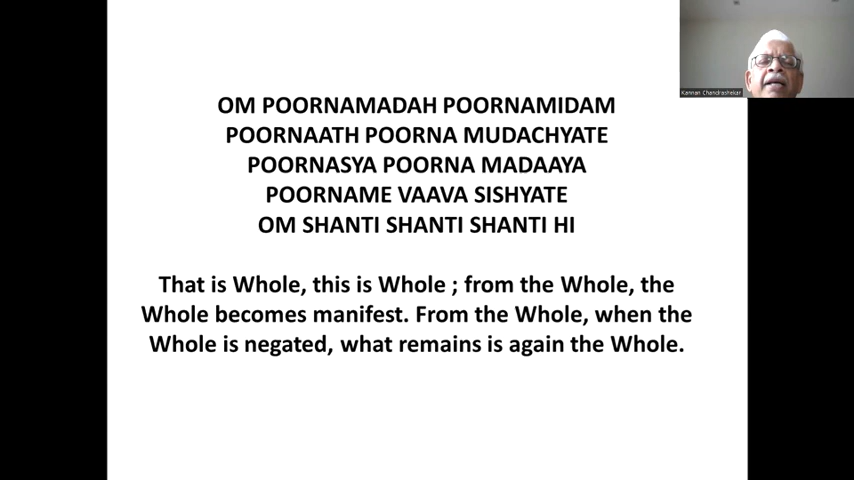 OM POORNAMADAH POORNAMIDAM
POORNAATH POORNA MUDACHYATE
POORNASYA POORNA MADAAYA
POORNAME VAAVA SISHYATE
OM SHANTI SHANTI SHANTI HI
That is Whole, this is Whole ; from the Whole, the
Whole becomes manifest. From the Whole, when the
Whole is negated, what remains is again the Whole.
Kannan Chandrashekar